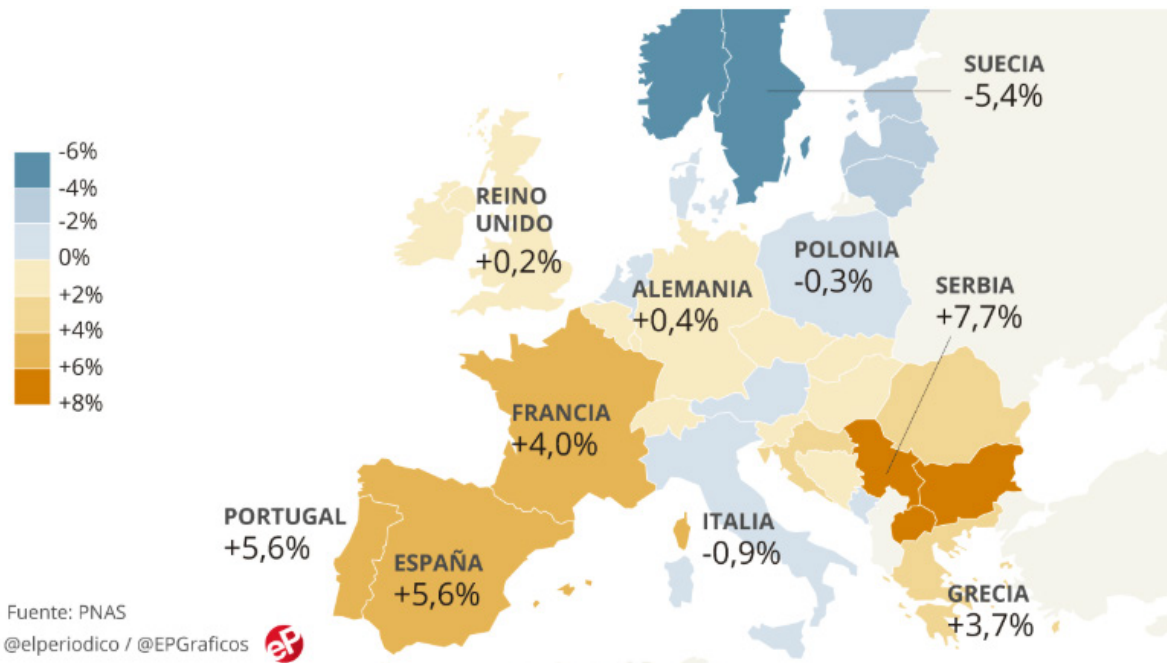 -6%
-4%
-2%
0%
+2%
+4%
+6%
+8%
SUECIA
-5,4%
REINO
UNIDO
+0,2%
POLONIA
-0,3%
ALEMANIA
+0,4%
SERBIA
+7,7%
FRANCIA
+4,0%
PORTUGAL
+5,6%
ESPAÑA
+5,6%
ITALIA
-0,9%
GRECIA
+3,7%
Fuente: PNAS
@elperiodico / @EPGraficos
eP